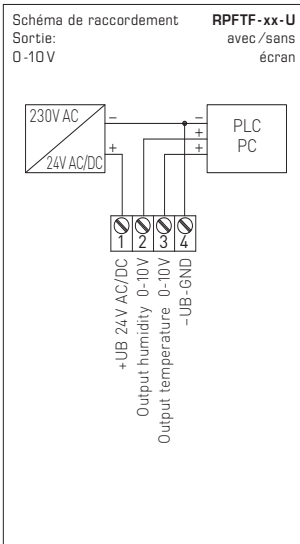 Schéma de raccordement RPFTF-xx-U
Sortie: avec/sans
0-10V écran
230V AC
24V AC/DC
− −
+ + +
PLC
PC
1 2 3 4
+UB 24V AC/DC
Output humidity 0-10V
Output temperature 0-10V
-UB-GND